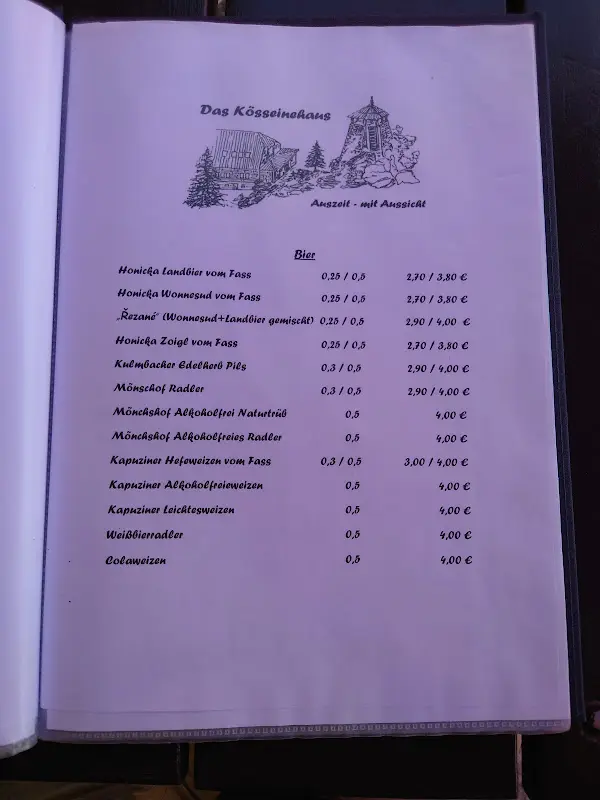 Das Kösseinehaus
Auszeit - mit Aussicht
Bier
Honicka Landbier vom Fass 0,25 / 0,5 2,70 / 3,80 €
Honicka Wonnesud vom Fass 0,25 / 0,5 2,70 / 3,80 €
„Řezané“ (Wonnesud+Landbier gemischt) 0,25 / 0,5 2,90 / 4,00 €
Honicka Zoigl vom Fass 0,25 / 0,5 2,70 / 3,80 €
Kulmbacher Edelherb Pils 0,3 / 0,5 2,90 / 4,00 €
Mönschof Radler 0,3 / 0,5 2,90 / 4,00 €
Mönchshof Alkoholfrei Naturtrüb 0,5 4,00 €
Mönchshof Alkoholfreies Radler 0,5 4,00 €
Kapuziner Hefeweizen vom Fass 0,3 / 0,5 3,00 / 4,00 €
Kapuziner Alkoholfreieweizen 0,5 4,00 €
Kapuziner Leichtesweizen 0,5 4,00 €
Weißbierradler 0,5 4,00 €
Colaweizen 0,5 4,00 €